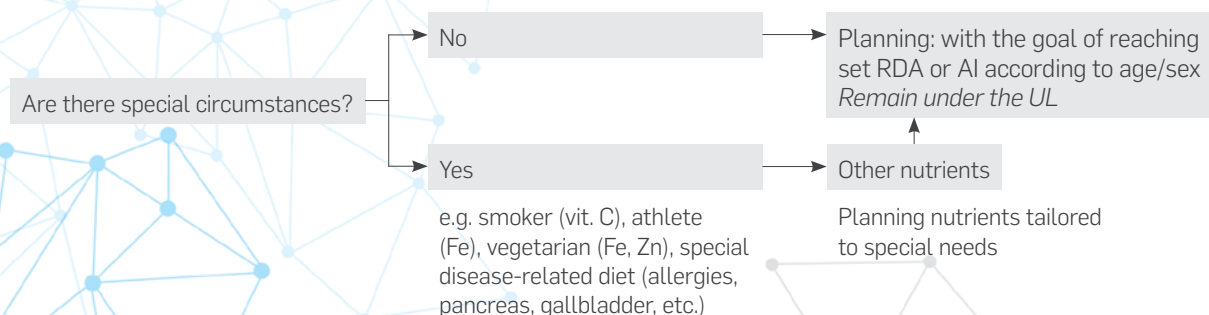 Are there special circumstances?
No
Planning: with the goal of reaching
set RDA or AI according to age/sex
Remain under the UL
Yes
e.g. smoker (vit. C), athlete
(Fe), vegetarian (Fe, Zn), special
disease-related diet (allergies,
pancreas, gallbladder, etc.)
Other nutrients
Planning nutrients tailored
to special needs